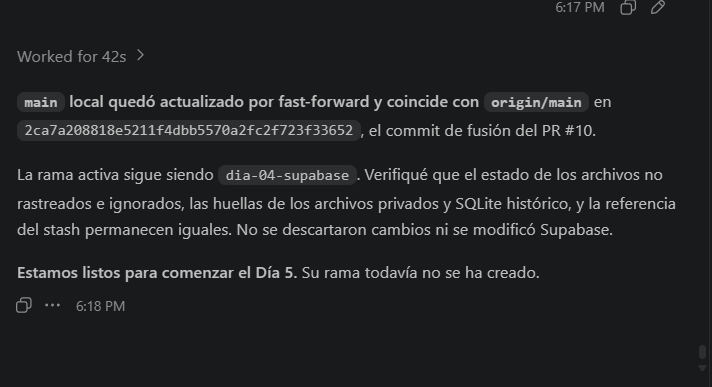 6:17 PM
Worked for 42s >
main local quedó actualizado por fast-forward y coincide con origin/main en
2ca7a208818e5211f4dbb5570a2fc2f723f33652, el commit de fusión del PR #10.
La rama activa sigue siendo dia-04-supabase. Verifiqué que el estado de los archivos no
rastreados e ignorados, las huellas de los archivos privados y SQLite histórico, y la referencia
del stash permanecen iguales. No se descartaron cambios ni se modificó Supabase.
Estamos listos para comenzar el Día 5. Su rama todavía no se ha creado.
6:18 PM